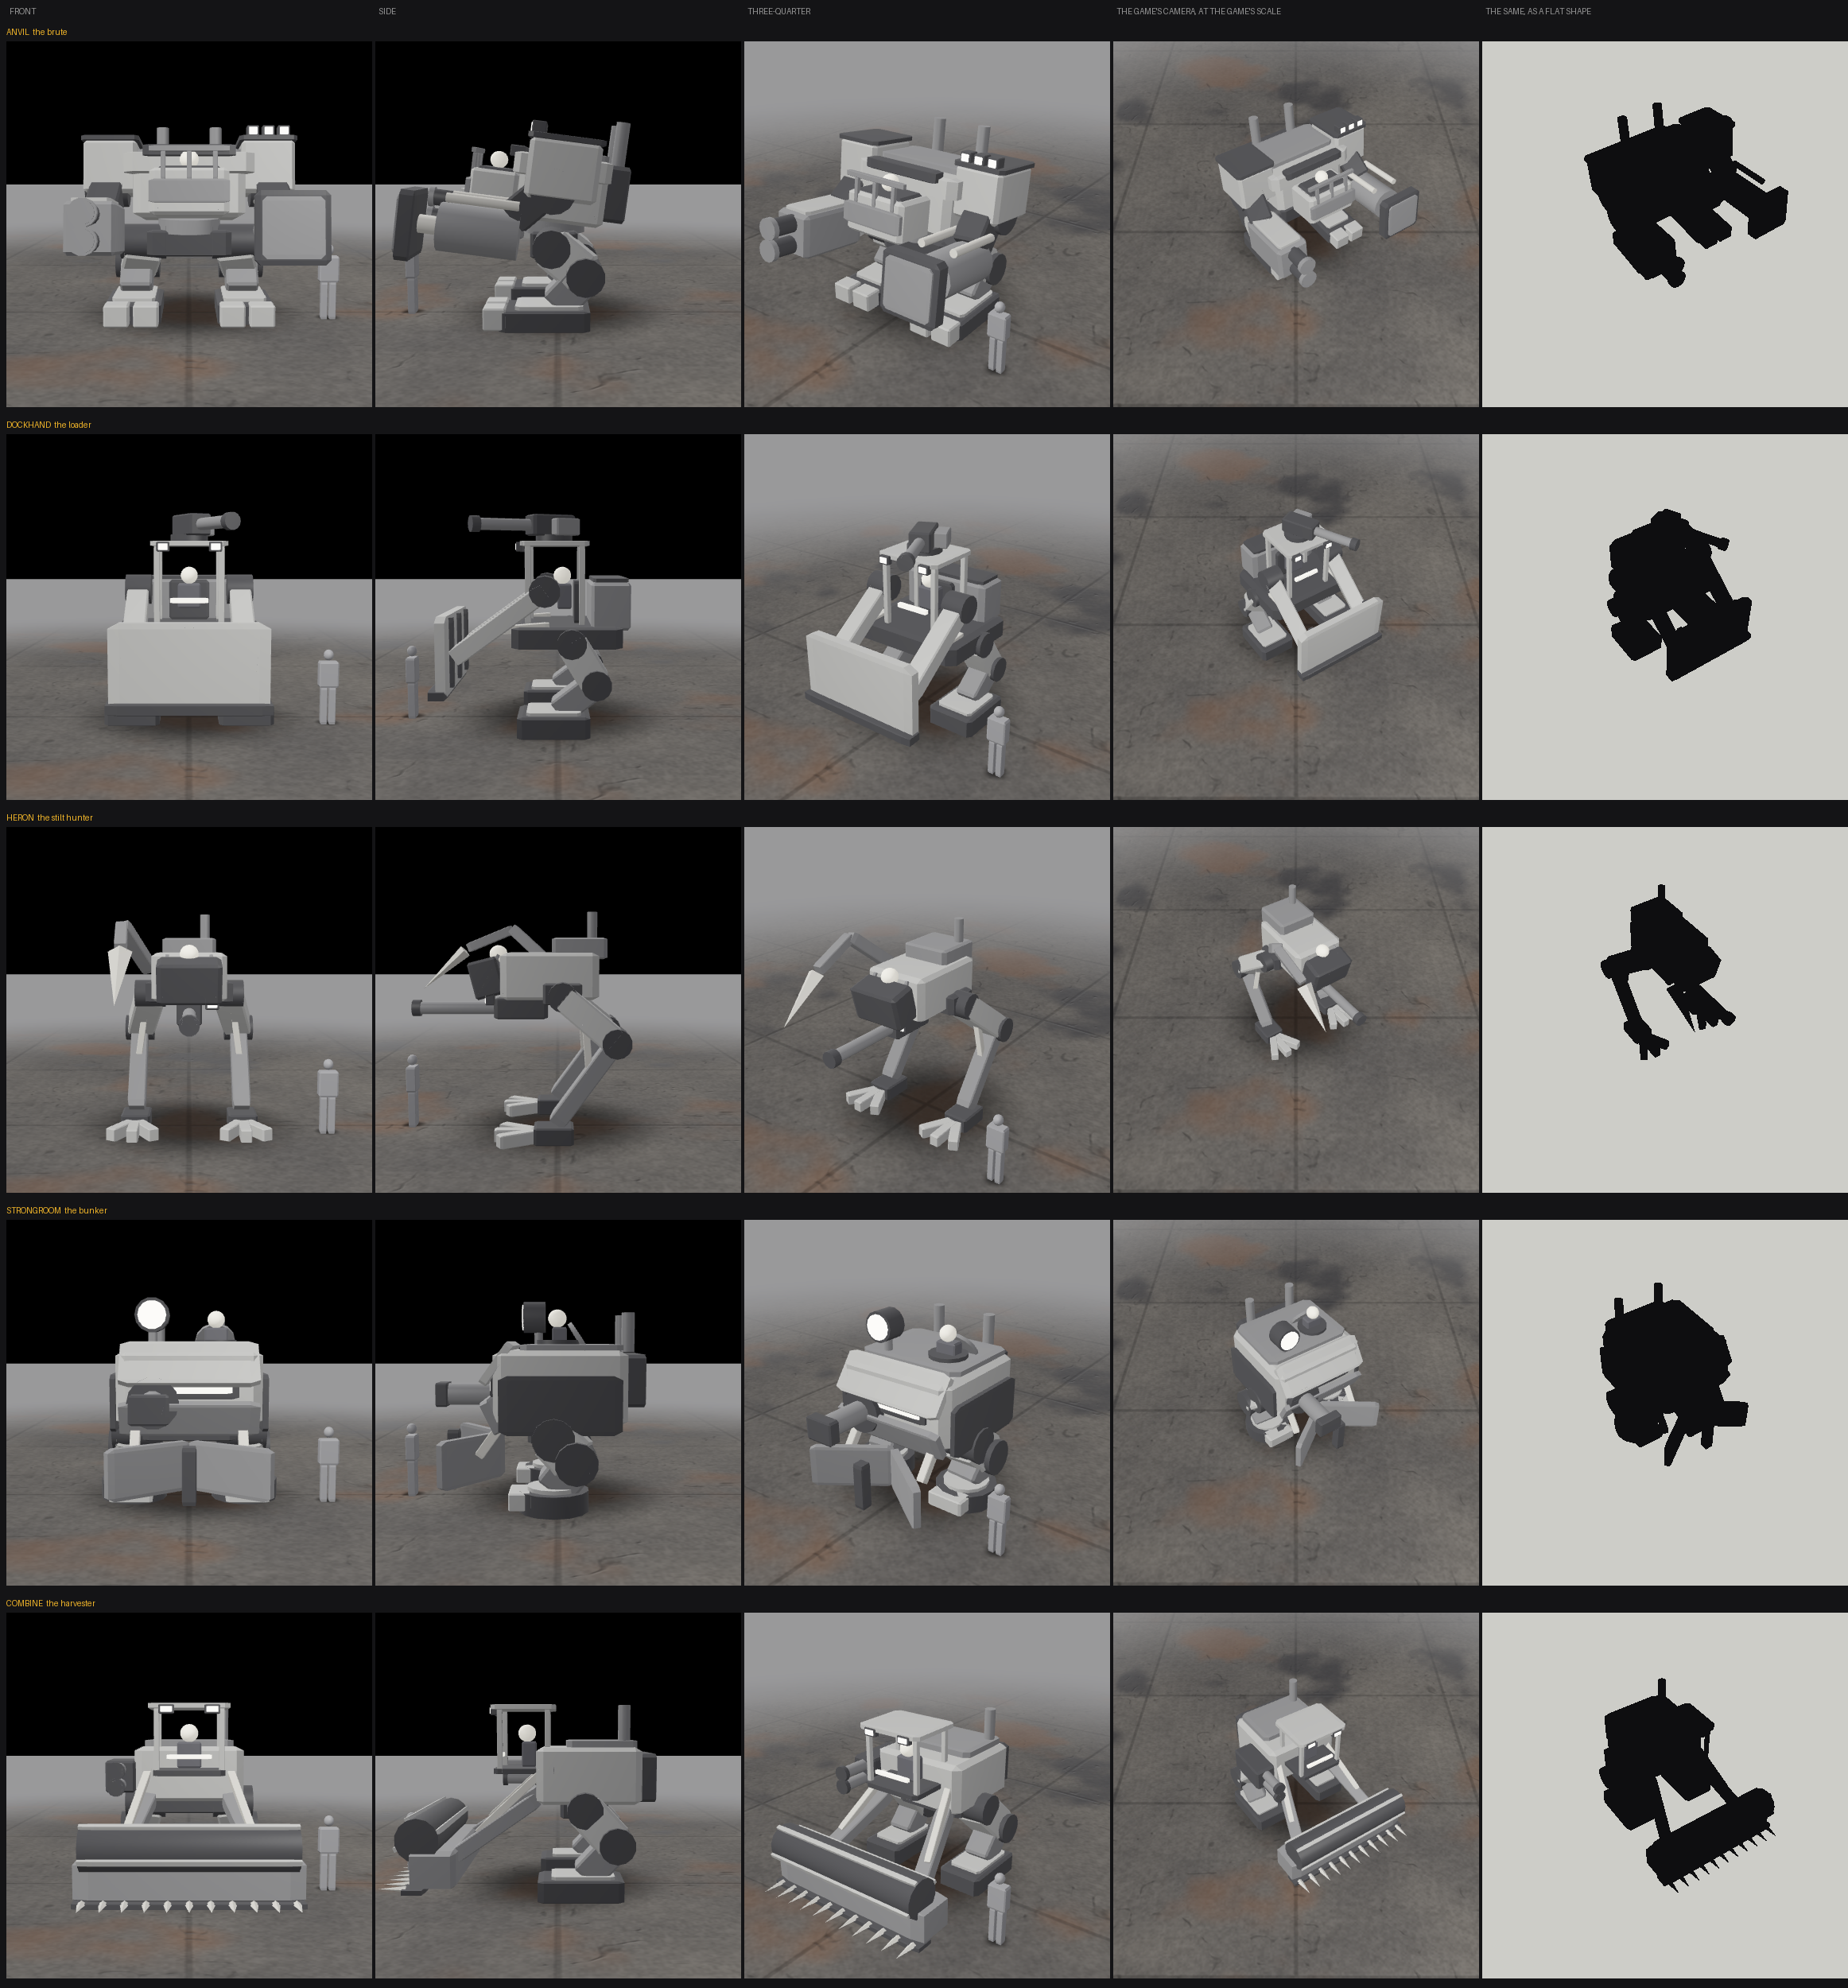 FRONT
SIDE
THREE-QUARTER
THE GAME'S CAMERA, AT THE GAME'S SCALE
THE SAME, AS A FLAT SHAPE
ANVIL the brute
DOCKHAND the loader
HERON the stilt hunter
STRONGROOM the bunker
COMBINE the harvester